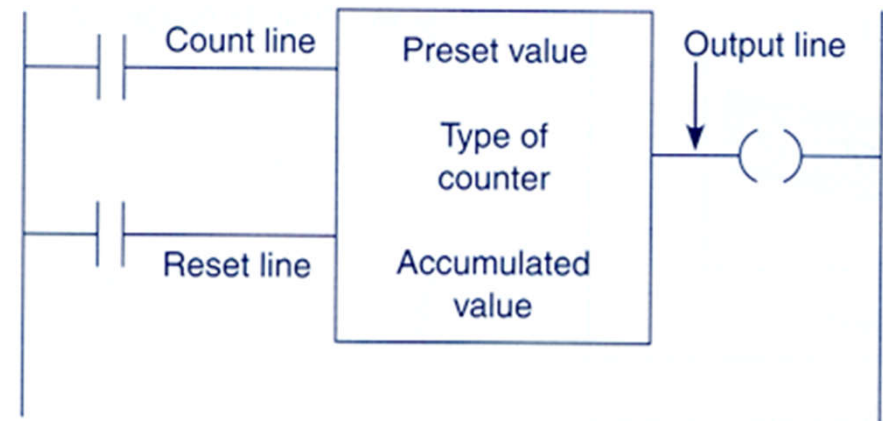 Count line
Preset value
Output line
Type of
counter
Reset line
Accumulated
value